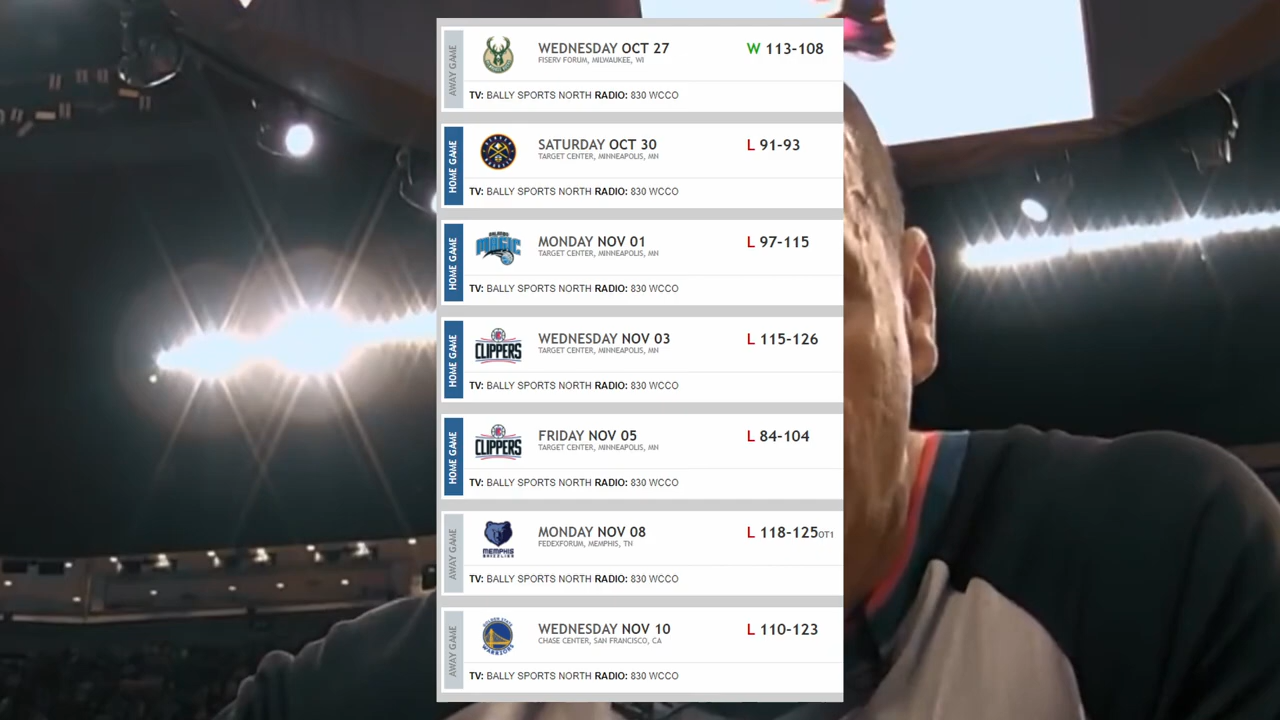 AWAY GAME
WEDNESDAY OCT 27
W 113-108
FISERV FORUM, MILWAUKEE, WI
TV: BALLY SPORTS NORTH RADIO: 830 WCCO
HOME GAME
SATURDAY OCT 30
L 91-93
TARGET CENTER, MINNEAPOLIS, MN
TV: BALLY SPORTS NORTH RADIO: 830 WCCO
HOME GAME
MAGIC
MONDAY NOV 01
L 97-115
TARGET CENTER, MINNEAPOLIS, MN
TV: BALLY SPORTS NORTH RADIO: 830 WCCO
HOME GAME
CLIPPERS
WEDNESDAY NOV 03
L 115-126
TARGET CENTER, MINNEAPOLIS, MN
TV: BALLY SPORTS NORTH RADIO: 830 WCCO
HOME GAME
CLIPPERS
FRIDAY NOV 05
L 84-104
TARGET CENTER, MINNEAPOLIS, MN
TV: BALLY SPORTS NORTH RADIO: 830 WCCO
AWAY GAME
MEMPHIS
GRIZZLIES
MONDAY NOV 08
L 118-125OT1
FEDEXFORUM, MEMPHIS, TN
TV: BALLY SPORTS NORTH RADIO: 830 WCCO
AWAY GAME
WARRIORS
WEDNESDAY NOV 10
L 110-123
CHASE CENTER, SAN FRANCISCO, CA
TV: BALLY SPORTS NORTH RADIO: 830 WCCO